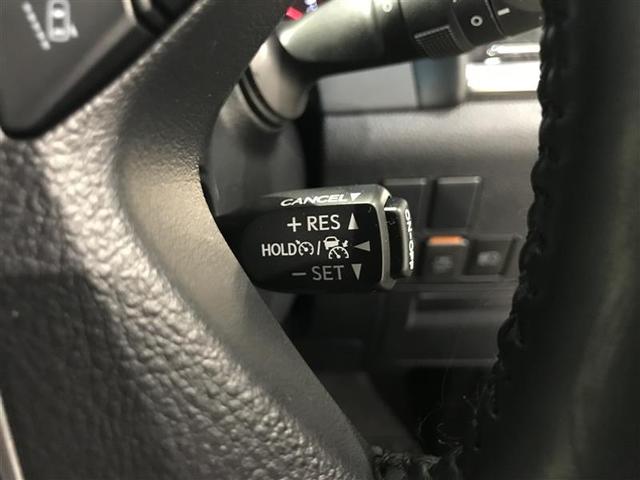 CANCEL▼
+RES▲
HOLD / ◀
−SET▼
ON-OFF